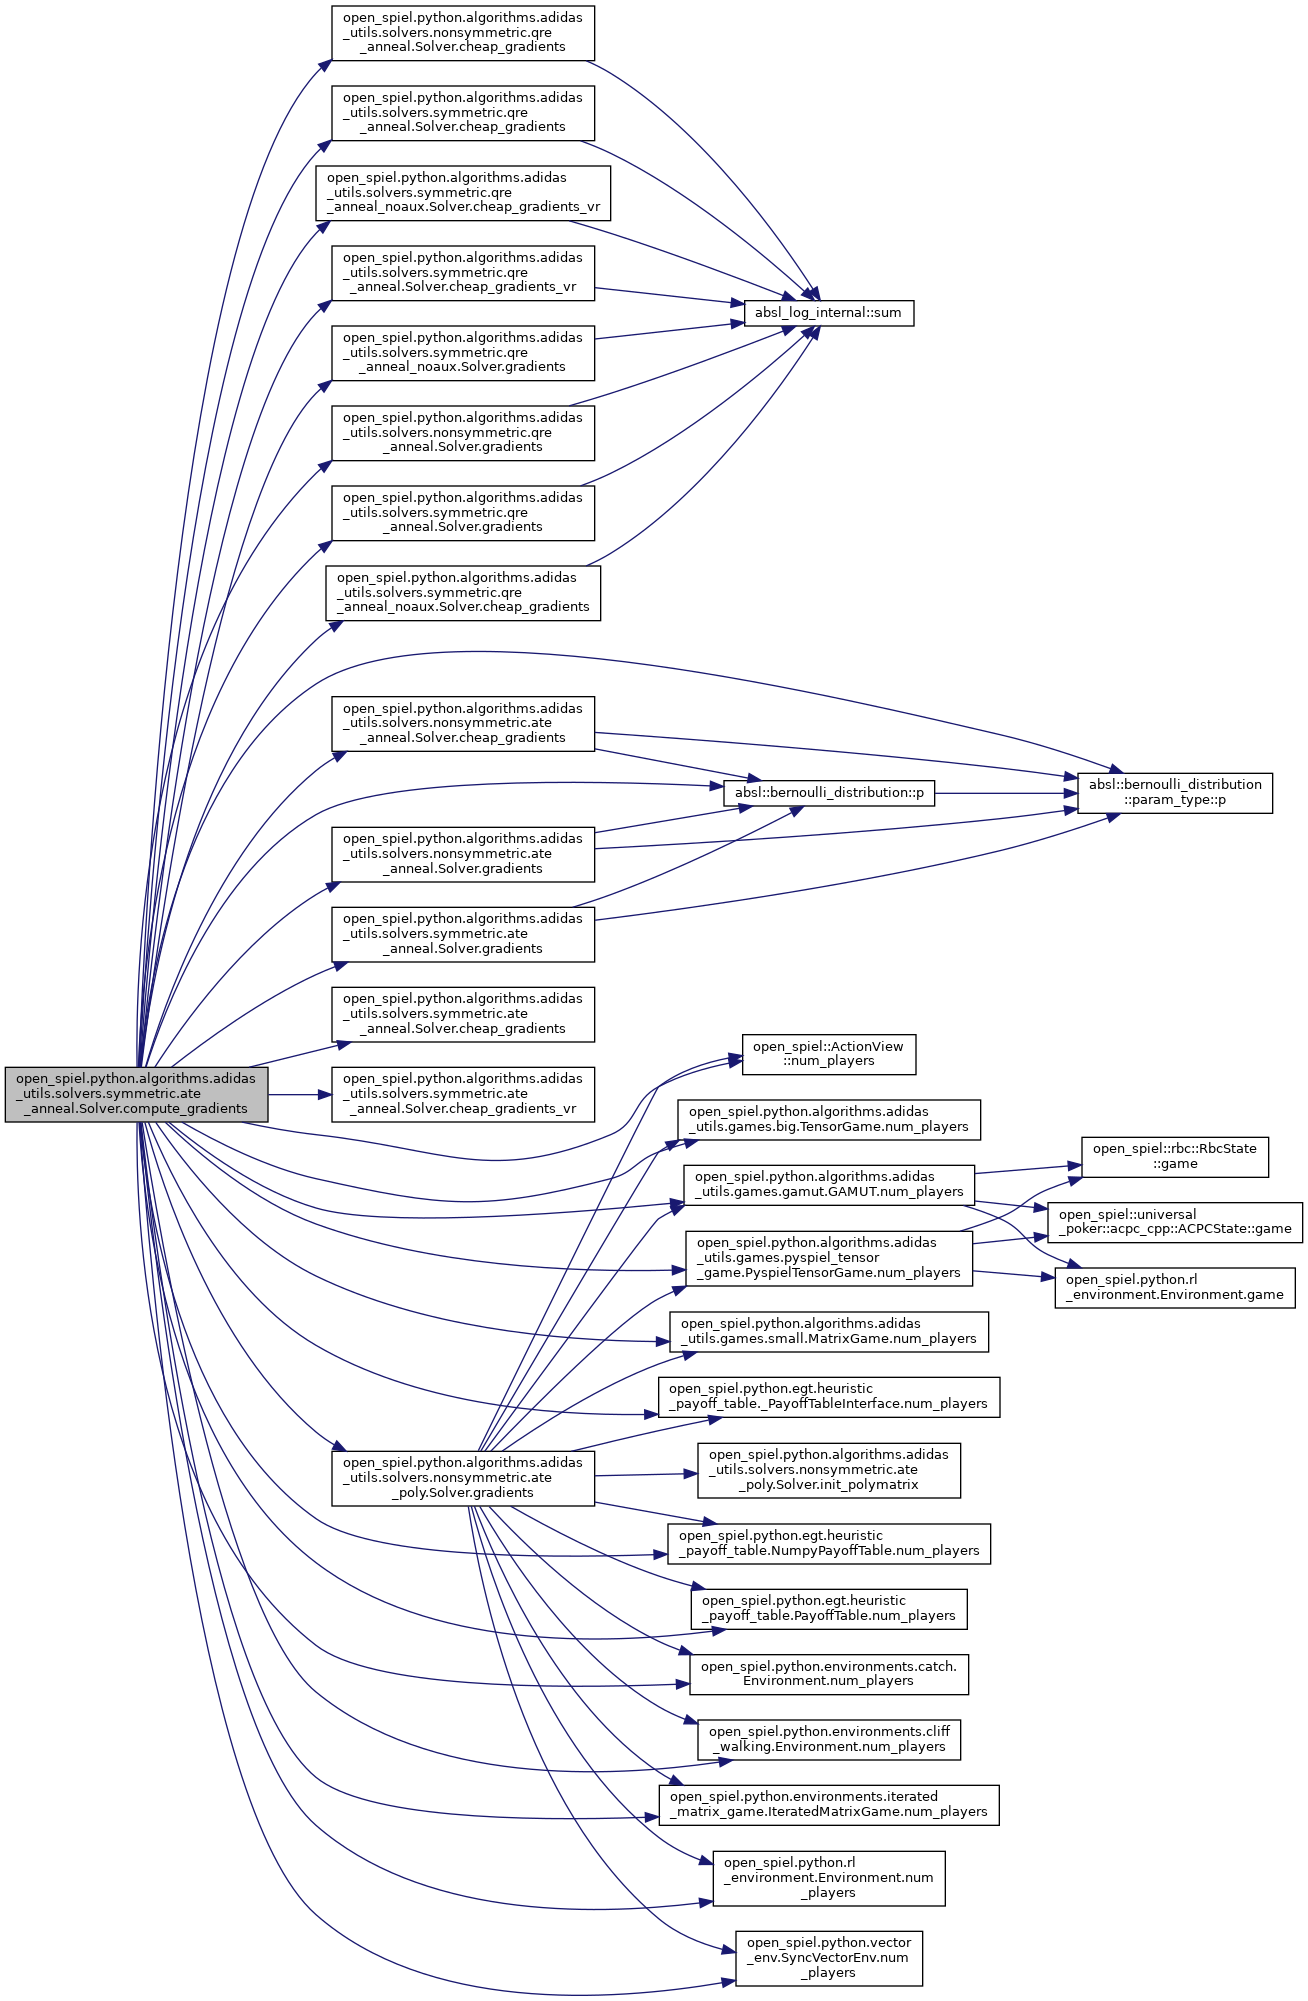 open_spiel.python.algorithms.adidas
_utils.solvers.nonsymmetric.qre
_anneal.Solver.cheap_gradients
open_spiel.python.algorithms.adidas
_utils.solvers.symmetric.qre
_anneal.Solver.cheap_gradients
open_spiel.python.algorithms.adidas
_utils.solvers.symmetric.qre
_anneal_noaux.Solver.cheap_gradients_vr
open_spiel.python.algorithms.adidas
_utils.solvers.symmetric.qre
_anneal.Solver.cheap_gradients_vr
absl_log_internal::sum
open_spiel.python.algorithms.adidas
_utils.solvers.symmetric.qre
_anneal_noaux.Solver.gradients
open_spiel.python.algorithms.adidas
_utils.solvers.nonsymmetric.qre
_anneal.Solver.gradients
open_spiel.python.algorithms.adidas
_utils.solvers.symmetric.qre
_anneal.Solver.gradients
open_spiel.python.algorithms.adidas
_utils.solvers.symmetric.qre
_anneal_noaux.Solver.cheap_gradients
open_spiel.python.algorithms.adidas
_utils.solvers.nonsymmetric.ate
_anneal.Solver.cheap_gradients
absl::bernoulli_distribution::p
absl::bernoulli_distribution
::param_type::p
open_spiel.python.algorithms.adidas
_utils.solvers.nonsymmetric.ate
_anneal.Solver.gradients
open_spiel.python.algorithms.adidas
_utils.solvers.symmetric.ate
_anneal.Solver.gradients
open_spiel.python.algorithms.adidas
_utils.solvers.symmetric.ate
_anneal.Solver.cheap_gradients
open_spiel.python.algorithms.adidas
_utils.solvers.symmetric.ate
_anneal.Solver.compute_gradients
open_spiel.python.algorithms.adidas
_utils.solvers.symmetric.ate
_anneal.Solver.cheap_gradients_vr
open_spiel::ActionView
::num_players
open_spiel.python.algorithms.adidas
_utils.games.big.TensorGame.num_players
open_spiel.python.algorithms.adidas
_utils.games.gamut.GAMUT.num_players
open_spiel::rbc::RbcState
::game
open_spiel::universal
_poker::acpc_cpp::ACPCState::game
open_spiel.python.algorithms.adidas
_utils.games.pyspiel_tensor
_game.PyspielTensorGame.num_players
open_spiel.python.rl
_environment.Environment.game
open_spiel.python.algorithms.adidas
_utils.games.small.MatrixGame.num_players
open_spiel.python.egt.heuristic
_payoff_table._PayoffTableInterface.num_players
open_spiel.python.algorithms.adidas
_utils.solvers.nonsymmetric.ate
_poly.Solver.gradients
open_spiel.python.algorithms.adidas
_utils.solvers.nonsymmetric.ate
_poly.Solver.init_polymatrix
open_spiel.python.egt.heuristic
_payoff_table.NumpyPayoffTable.num_players
open_spiel.python.egt.heuristic
_payoff_table.PayoffTable.num_players
open_spiel.python.environments.catch.
Environment.num_players
open_spiel.python.environments.cliff
_walking.Environment.num_players
open_spiel.python.environments.iterated
_matrix_game.IteratedMatrixGame.num_players
open_spiel.python.rl
_environment.Environment.num
_players
open_spiel.python.vector
_env.SyncVectorEnv.num
_players